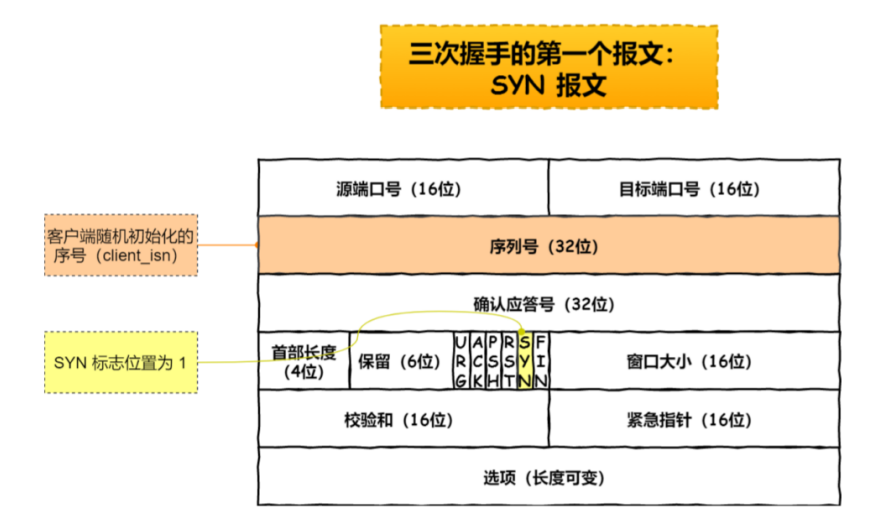 三次握手的第一个报文：
SYN 报文
源端口号（16位）
目标端口号（16位）
客户端随机初始化的
序号（client_isn）
序列号（32位）
确认应答号（32位）
SYN 标志位置为 1
首部长度
（4位）
保留（6位）
URG
ACK
PSH
RST
SYN
FIN
窗口大小（16位）
校验和（16位）
紧急指针（16位）
选项（长度可变）